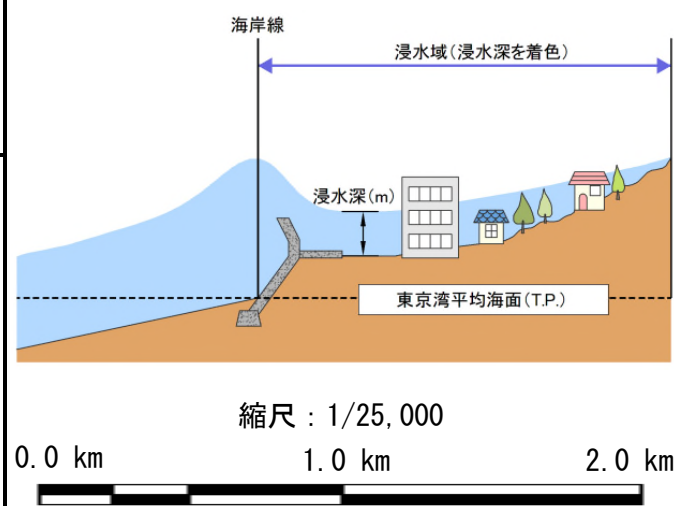 海岸線
浸水域(浸水深を着色)
浸水深(m)
東京湾平均海面(T.P.)
縮尺:1/25,000
0.0 km 1.0 km 2.0 km